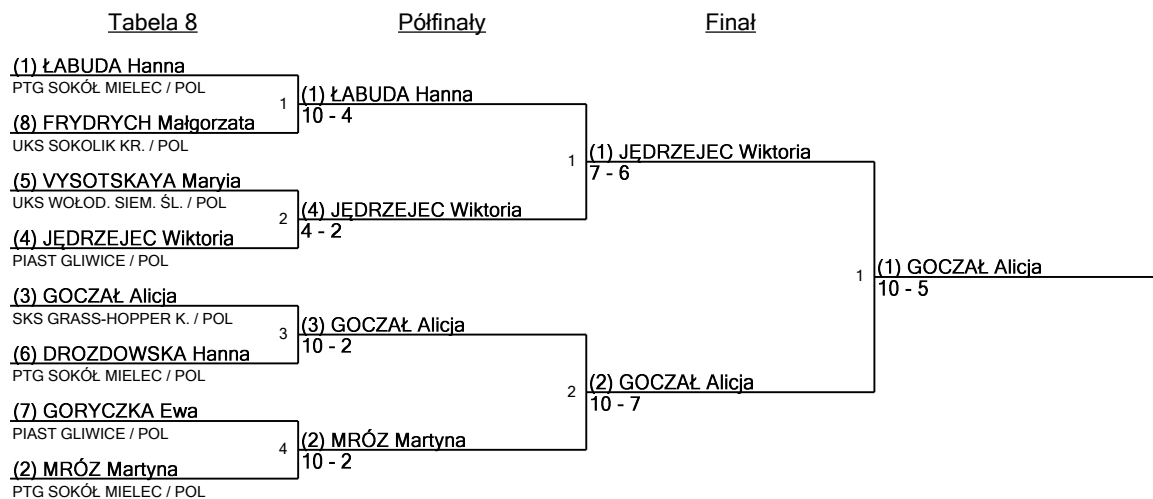 Tabela 8
Półfinały
Finał
(1) ŁABUDA Hanna
PTG SOKÓŁ MIELEC / POL
(8) FRYDRYCH Małgorzata
UKS SOKOLIK KR. / POL
(5) VYSOTSKAYA Maryia
UKS WOŁOD. SIEM. ŚL. / POL
(4) JĘDRZEJEC Wiktoria
PIAST GLIWICE / POL
(3) GOCZAŁ Alicja
SKS GRASS-HOPPER K. / POL
(6) DROZDOWSKA Hanna
PTG SOKÓŁ MIELEC / POL
(7) GORYCZKA Ewa
PIAST GLIWICE / POL
(2) MRÓZ Martyna
PTG SOKÓŁ MIELEC / POL
1
(1) ŁABUDA Hanna
10 - 4
2
(4) JĘDRZEJEC Wiktoria
4 - 2
3
(3) GOCZAŁ Alicja
10 - 2
4
(2) MRÓZ Martyna
10 - 2
1
(1) JĘDRZEJEC Wiktoria
7 - 6
2
(2) GOCZAŁ Alicja
10 - 7
1
(1) GOCZAŁ Alicja
10 - 5